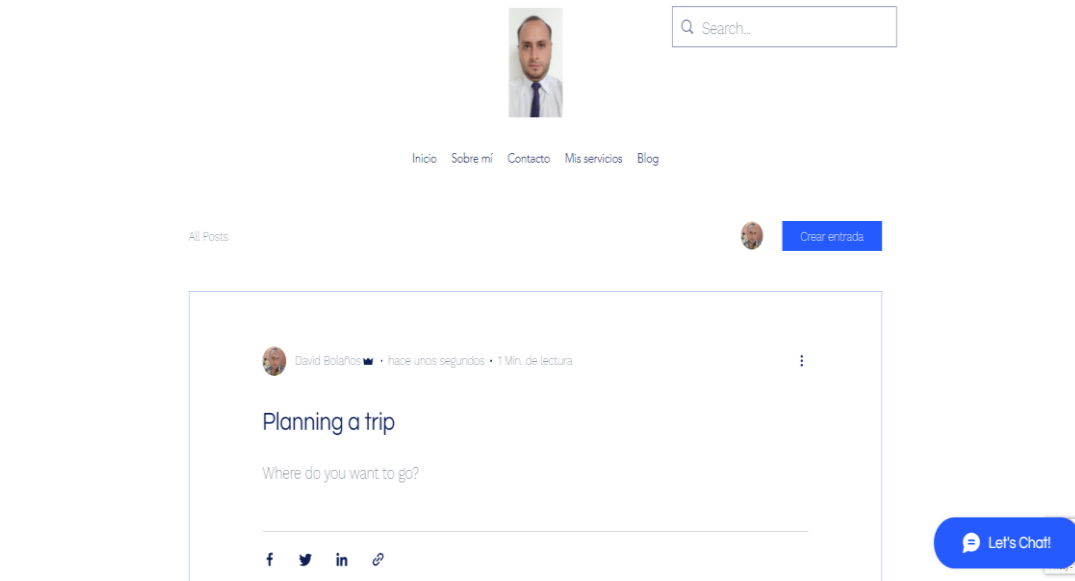 Search...
Inicio Sobre mí Contacto Mis servicios Blog
All Posts
Crear entrada
David Bolaños • hace unos segundos • 1 Min. de lectura
Planning a trip
Where do you want to go?
Let's Chat!